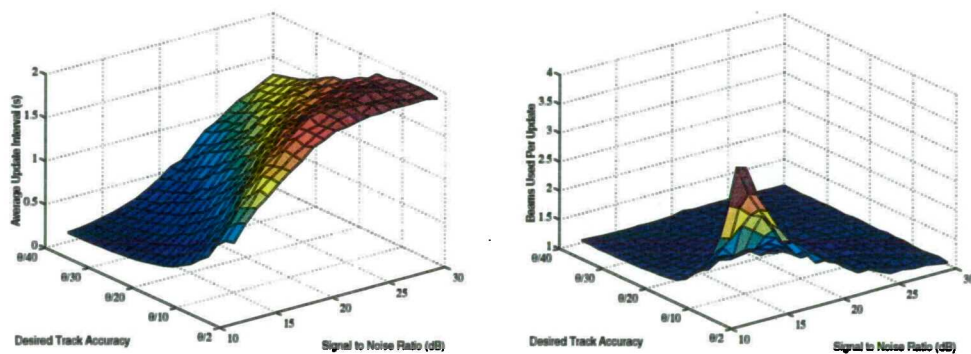 2
1.5
1
0.5
0
Average Update Interval (s)
θ/40
θ/30
θ/20
θ/10
θ/2
10
15
20
25
30
Desired Track Accuracy
Signal to Noise Ratio (dB)
4
3.5
3
2.5
2
1.5
1
Beams Used Per Update
θ/40
θ/30
θ/20
θ/10
θ/2
10
15
20
25
30
Desired Track Accuracy
Signal to Noise Ratio (dB)